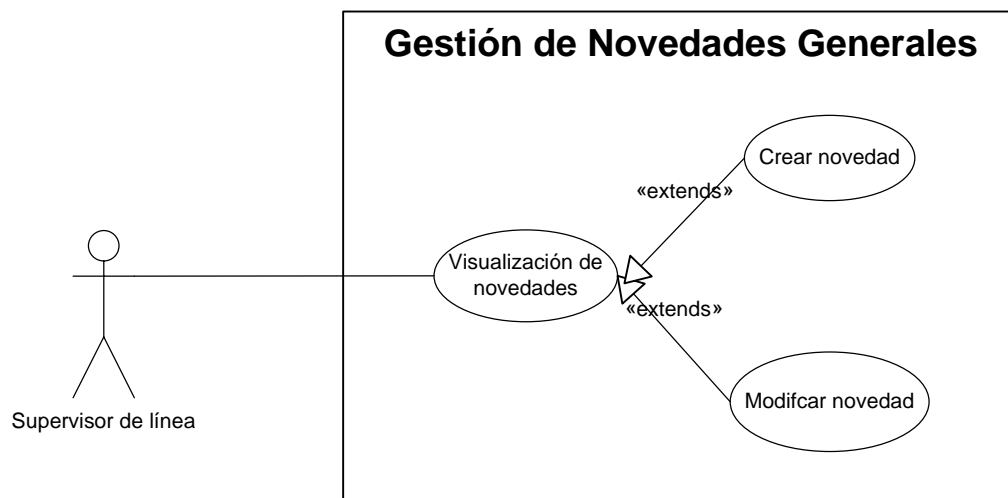 Gestión de Novedades Generales
Crear novedad
«extends»
Visualización de
novedades
«extends»
Modifcar novedad
Supervisor de línea